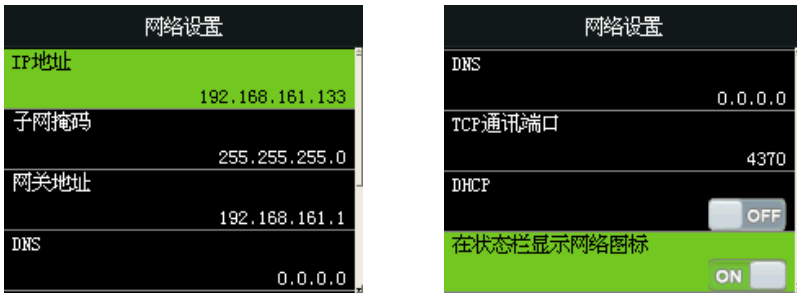 网络设置
IP地址
192.168.161.133
子网掩码
255.255.255.0
网关地址
192.168.161.1
DNS
0.0.0.0
网络设置
DNS
0.0.0.0
TCP通讯端口
4370
DHCP
OFF
在状态栏显示网络图标
ON